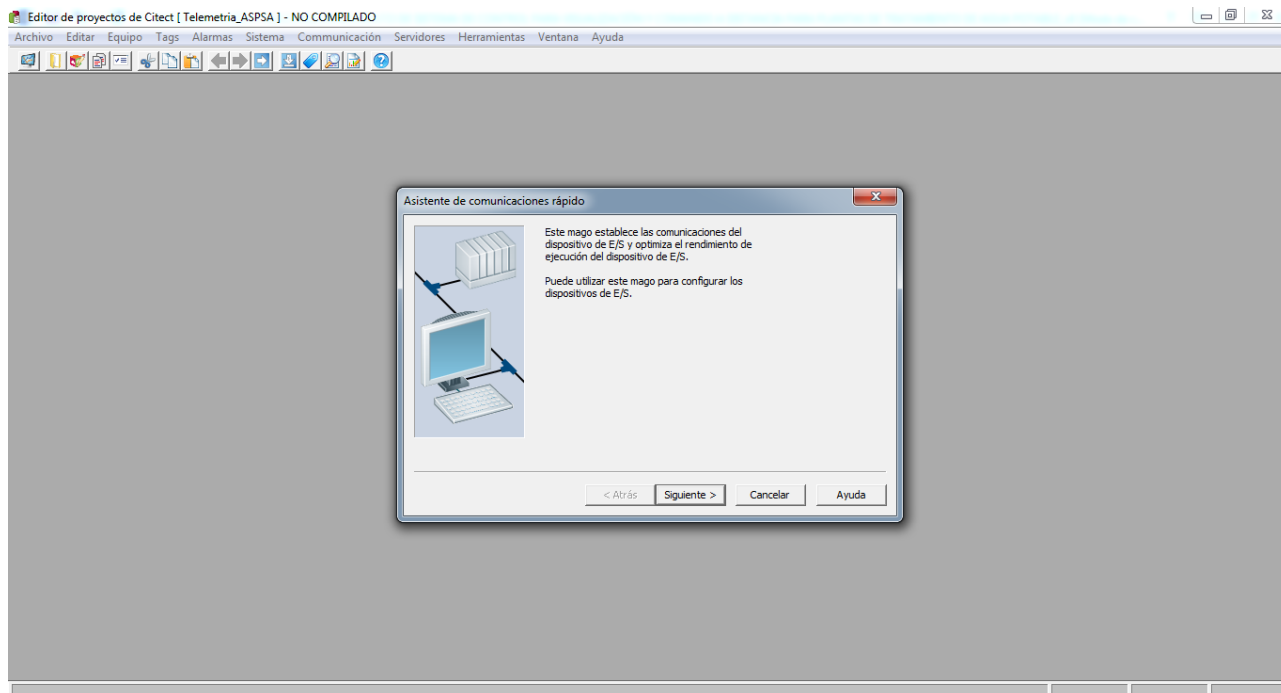 Editor de proyectos de Citect [ Telemetria_ASPSA ] - NO COMPILADO
Archivo Editar Equipo Tags Alarmas Sistema Communicación Servidores Herramientas Ventana Ayuda
Asistente de comunicaciones rápido
Este mago establece las comunicaciones del
dispositivo de E/S y optimiza el rendimiento de
ejecución del dispositivo de E/S.
Puede utilizar este mago para configurar los
dispositivos de E/S.
< Atrás Siguiente > Cancelar Ayuda